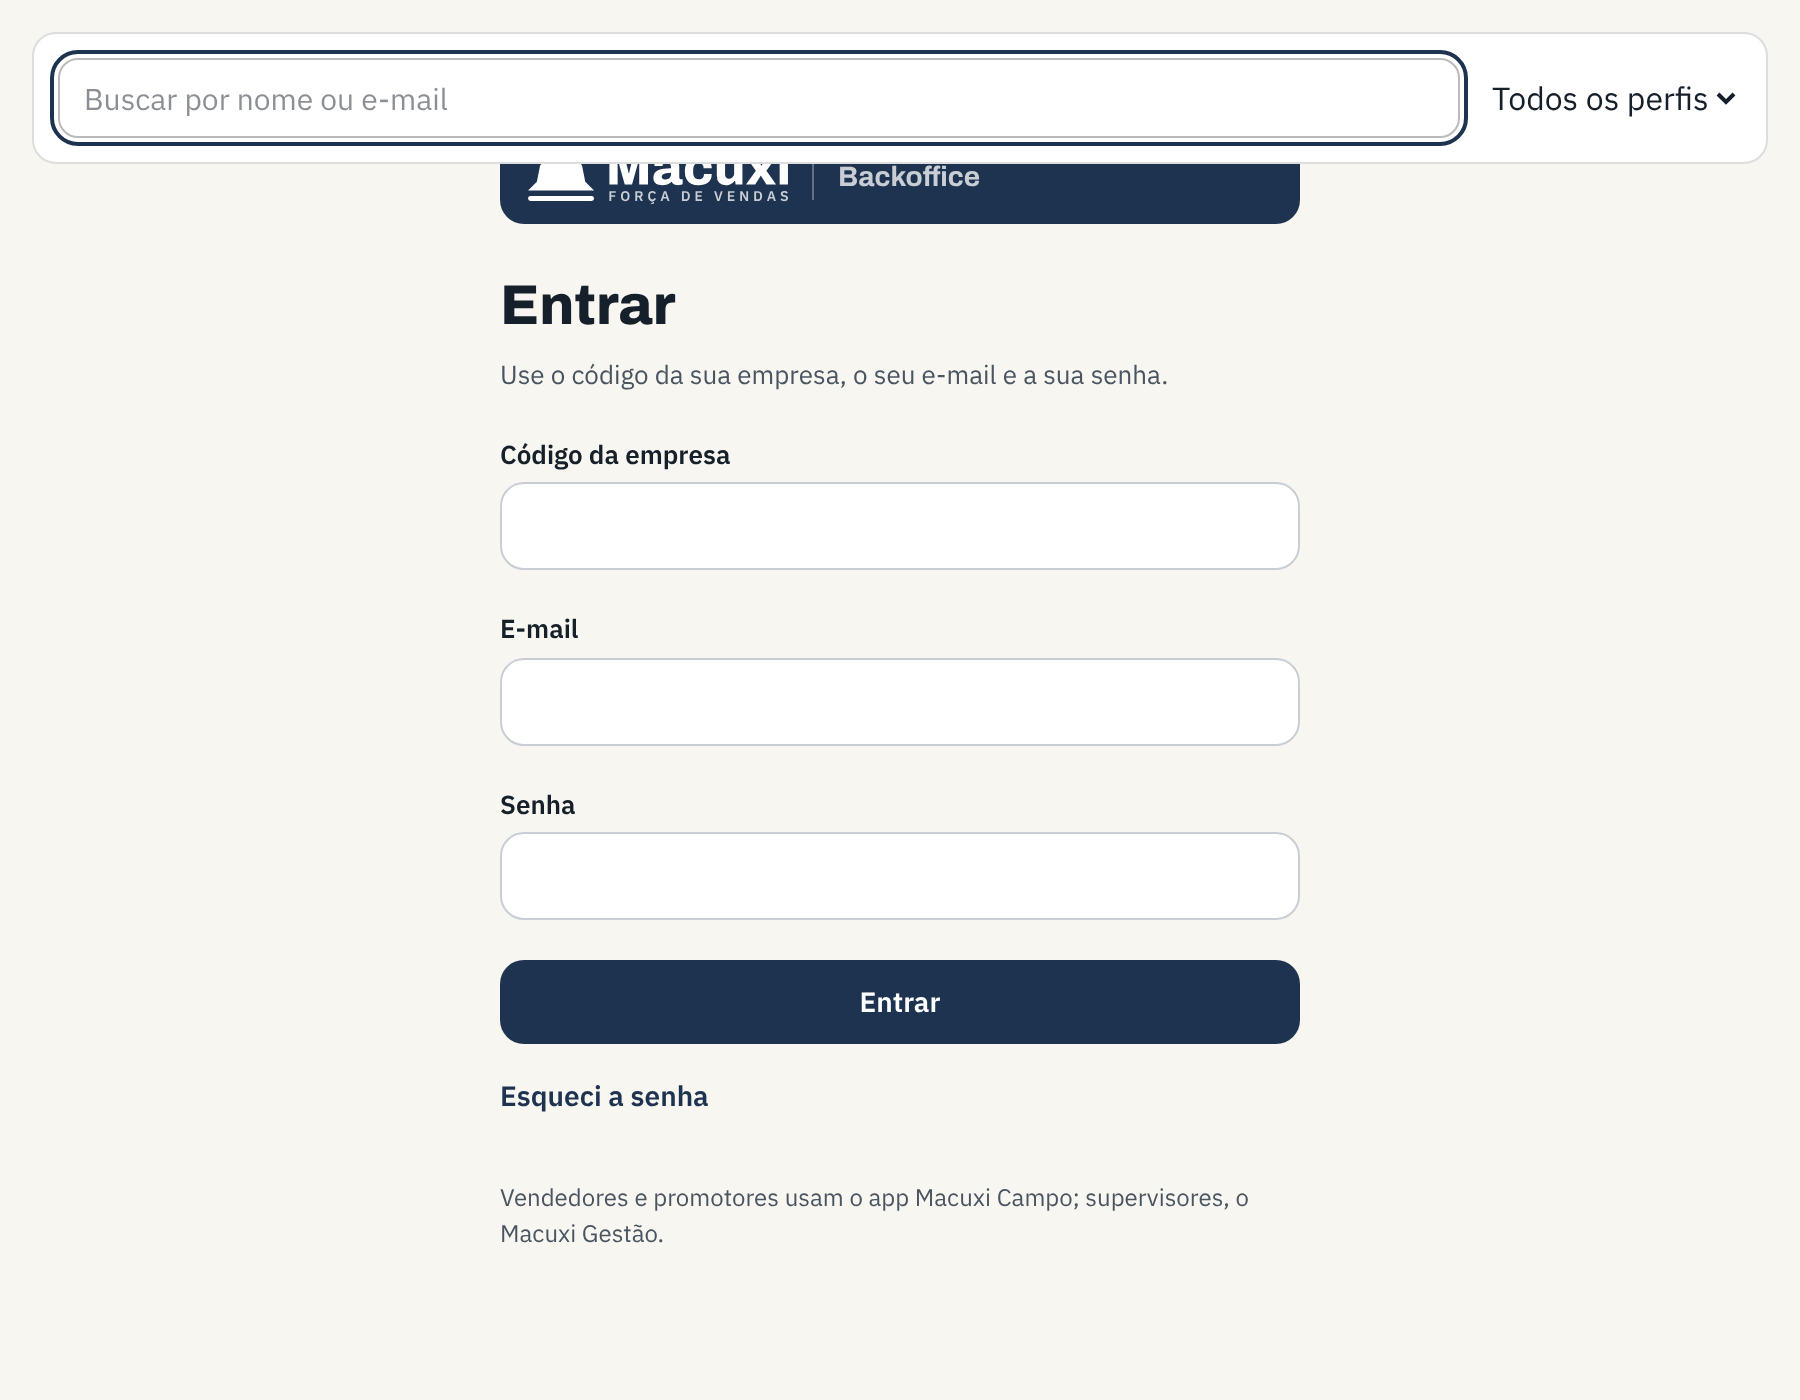 Buscar por nome ou e-mail
Todos os perfis
Macuxi
FORÇA DE VENDAS
Backoffice
Entrar
Use o código da sua empresa, o seu e-mail e a sua senha.
Código da empresa
E-mail
Senha
Entrar
Esqueci a senha
Vendedores e promotores usam o app Macuxi Campo; supervisores, o
Macuxi Gestão.